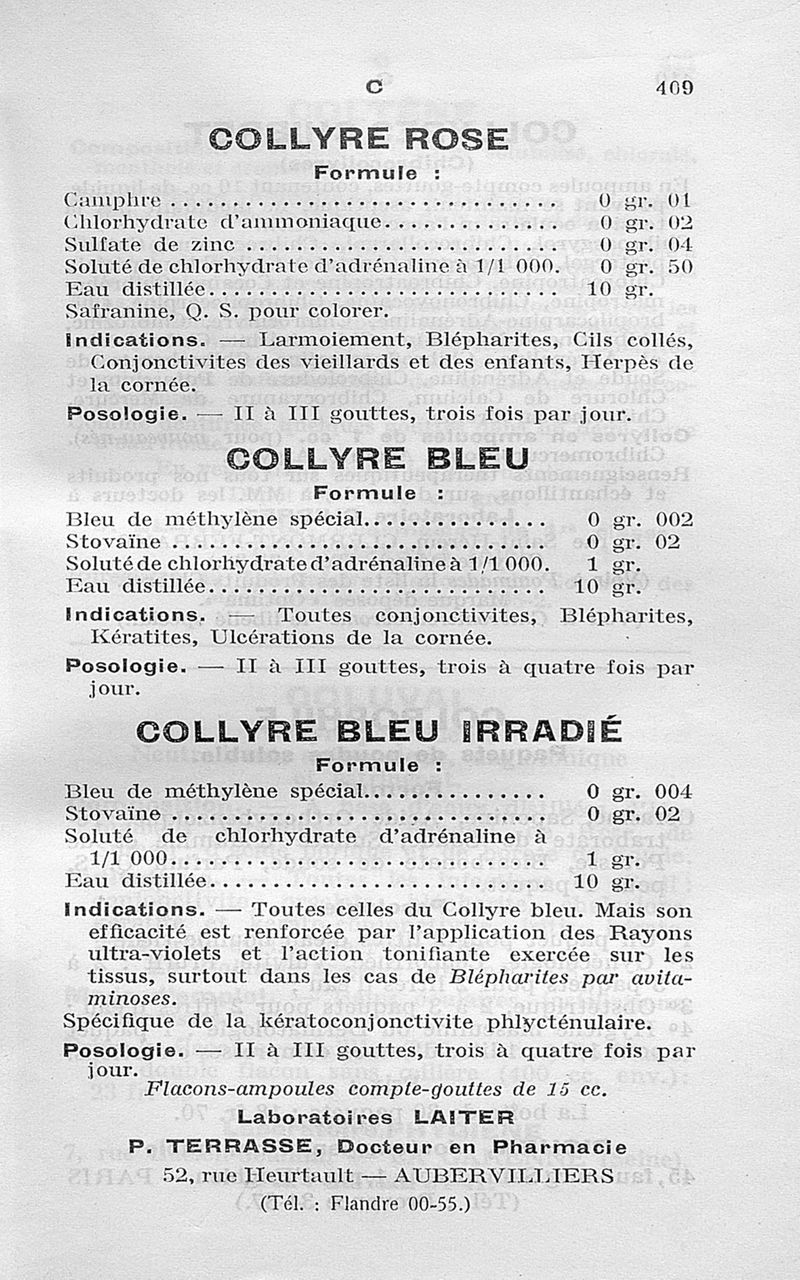 C 409
COLLYRE ROSE
Formule :
Camphre ............................... 0 gr. 01
Chlorhydrate d'ammoniaque.............. 0 gr. 02
Sulfate de zinc ........................ 0 gr. 04
Soluté de chlorhydrate d'adrénaline à 1/1 000. 0 gr. 50
Eau distillée........................... 10 gr.
Safranine, Q. S. pour colorer.
Indications. — Larmoiement, Blépharites, Cils collés,
Conjonctivites des vieillards et des enfants, Herpès de
la cornée.
Posologie. — II à III gouttes, trois fois par jour.
COLLYRE BLEU
Formule :
Bleu de méthylène spécial............... 0 gr. 002
Stovaïne .............................. 0 gr. 02
Soluté de chlorhydrate d'adrénaline à 1/1 000. 1 gr.
Eau distillée........................... 10 gr.
Indications. — Toutes conjonctivites, Blépharites,
Kératites, Ulcérations de la cornée.
Posologie. — II à III gouttes, trois à quatre fois par
jour.
COLLYRE BLEU IRRADIÉ
Formule :
Bleu de méthylène spécial............... 0 gr. 004
Stovaïne .............................. 0 gr. 02
Soluté de chlorhydrate d'adrénaline à
1/1 000.............................. 1 gr.
Eau distillée........................... 10 gr.
Indications. — Toutes celles du Collyre bleu. Mais son
efficacité est renforcée par l'application des Rayons
ultra-violets et l'action tonifiante exercée sur les
tissus, surtout dans les cas de Blépharites par avita-
minoses.
Spécifique de la kératoconjonctivite phlycténulaire.
Posologie. — II à III gouttes, trois à quatre fois par
jour.
Flacons-ampoules compte-gouttes de 15 cc.
Laboratoires LAITER
P. TERRASSE, Docteur en Pharmacie
52, rue Heurtault — AUBERVILLIERS
(Tél. : Flandre 00-55.)